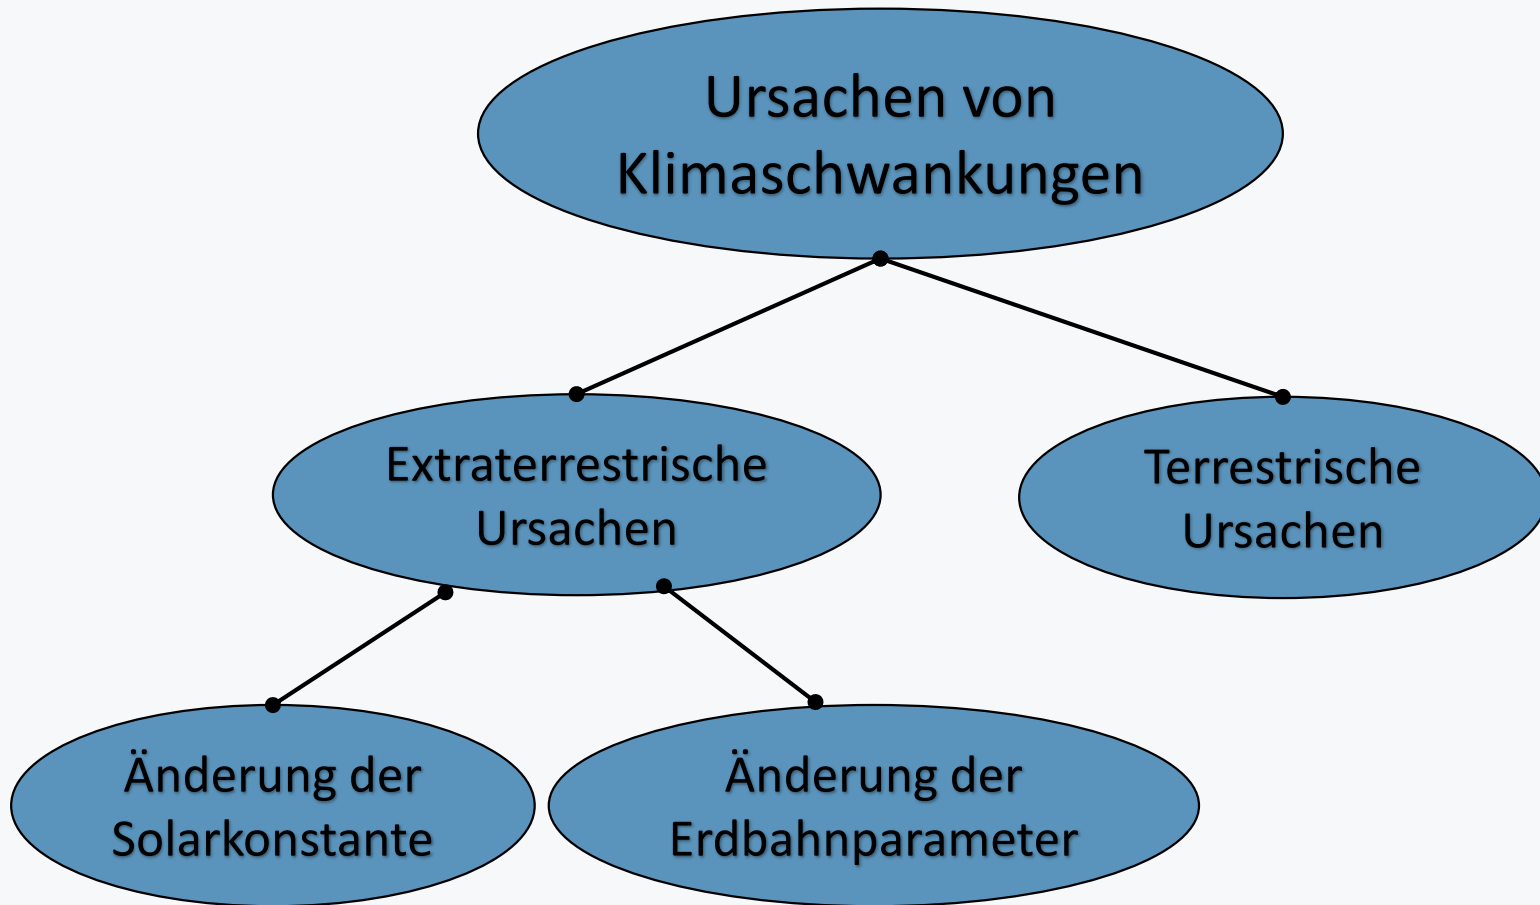 Ursachen von
Klimaschwankungen
Extraterrestrische
Ursachen
Terrestrische
Ursachen
Änderung der
Solarkonstante
Änderung der
Erdbahnparameter